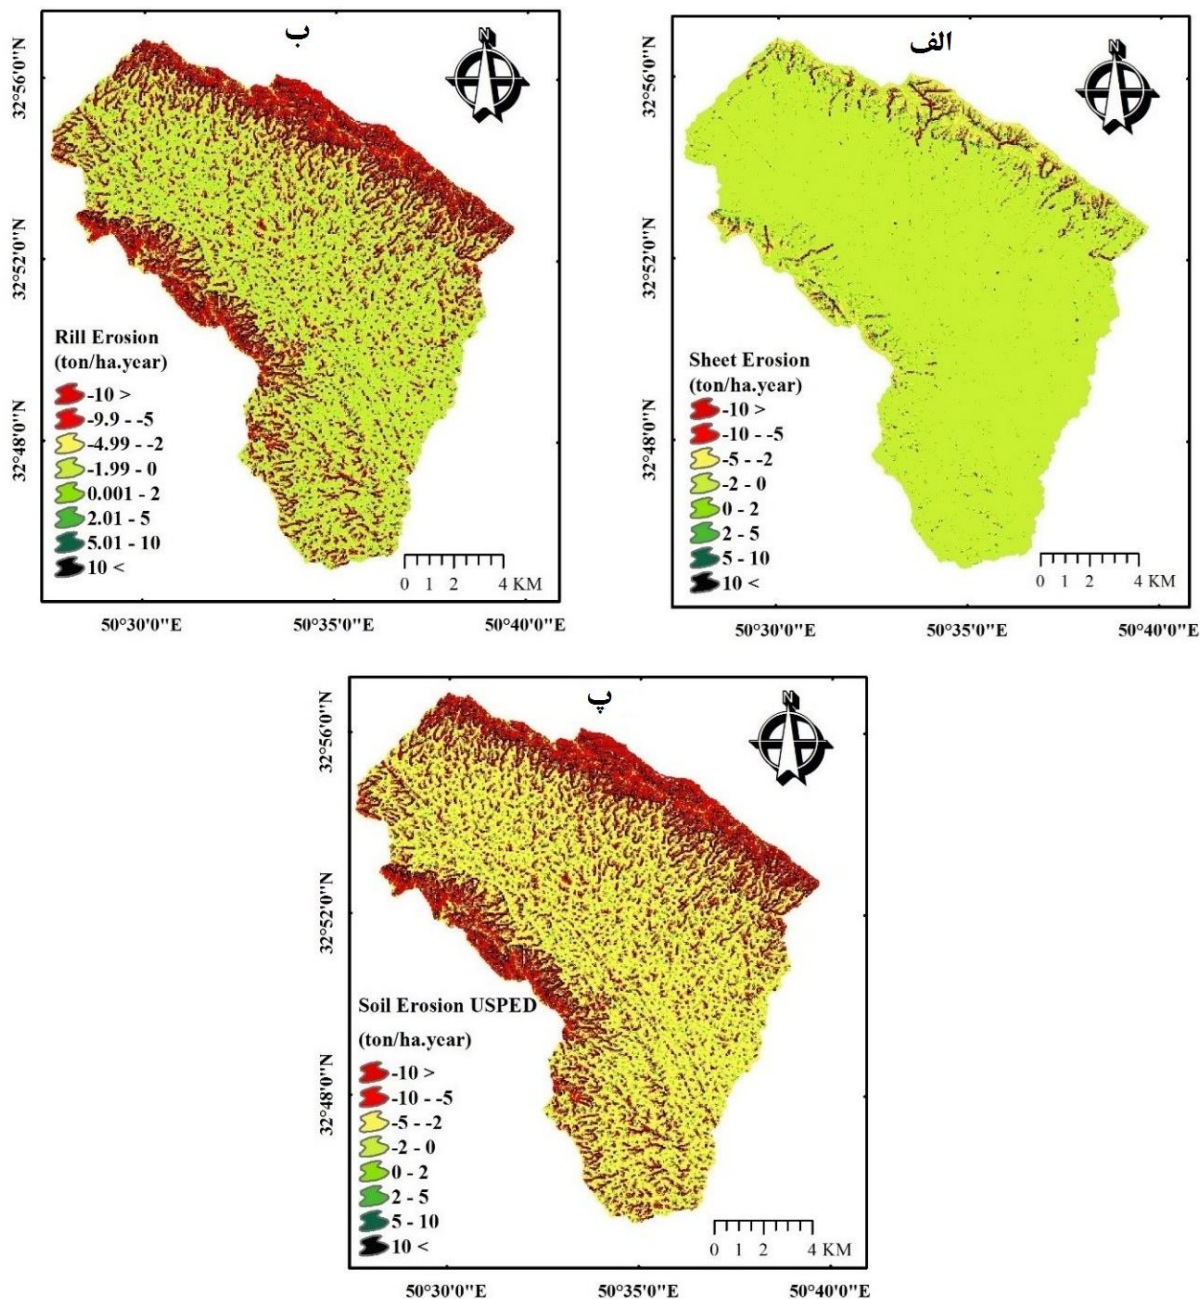 ب
N
32°56'0"N
32°52'0"N
32°48'0"N
Rill Erosion
(ton/ha.year)
-10 >
-9.9 - -5
-4.99 - -2
-1.99 - 0
0.001 - 2
2.01 - 5
5.01 - 10
10 <
0 1 2 4 KM
50°30'0"E 50°35'0"E 50°40'0"E
الف
N
32°56'0"N
32°52'0"N
32°48'0"N
Sheet Erosion
(ton/ha.year)
-10 >
-10 - -5
-5 - -2
-2 - 0
0 - 2
2 - 5
5 - 10
10 <
0 1 2 4 KM
50°30'0"E 50°35'0"E 50°40'0"E
پ
N
32°56'0"N
32°52'0"N
32°48'0"N
Soil Erosion USPED
(ton/ha.year)
-10 >
-10 - -5
-5 - -2
-2 - 0
0 - 2
2 - 5
5 - 10
10 <
0 1 2 4 KM
50°30'0"E 50°35'0"E 50°40'0"E